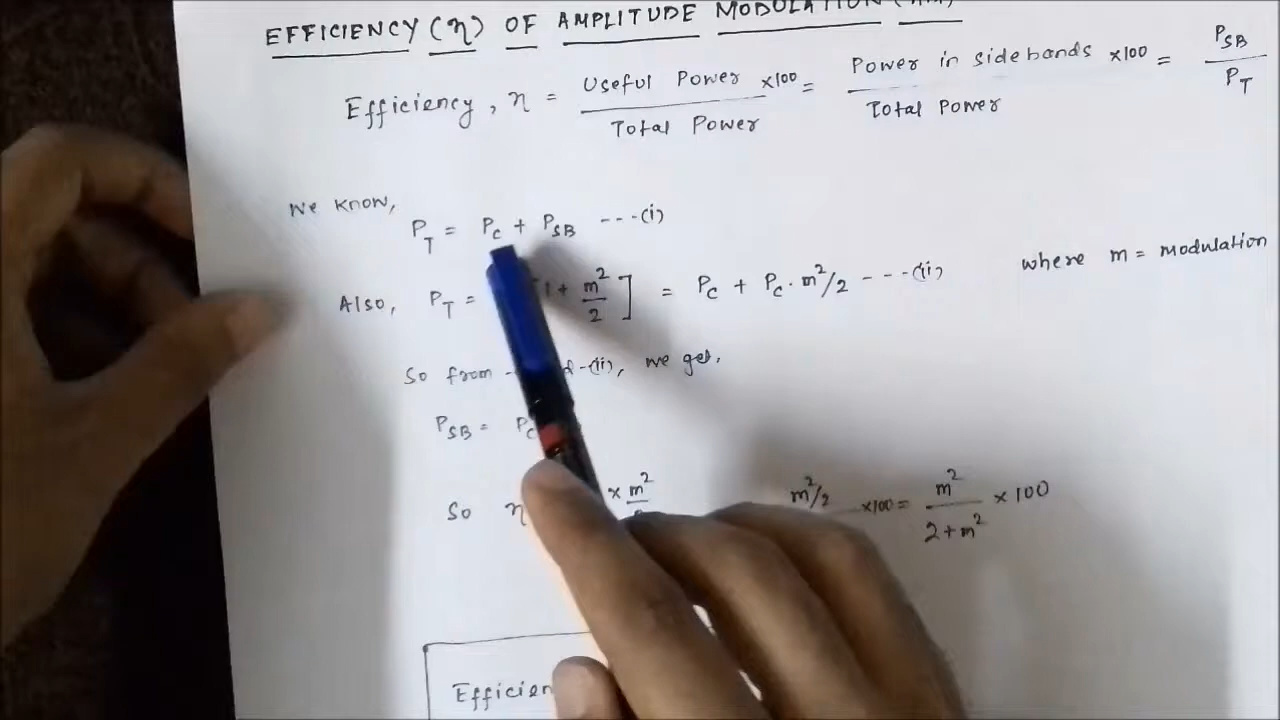 EFFICIENCY (η) OF AMPLITUDE MODULATION
Efficiency, η = Useful Power / Total Power ×100 = Power in sidebands / Total Power ×100 = P_SB / P_T
We know,
P_T = P_C + P_SB ---(i)
Also, P_T = 1 + m²/2 ] = P_C + P_C · m²/2 ---(ii) where m = modulation
So from (ii), we get,
P_SB = P_C
So η × m² m²/2 ×100 = m² / 2+m² × 100